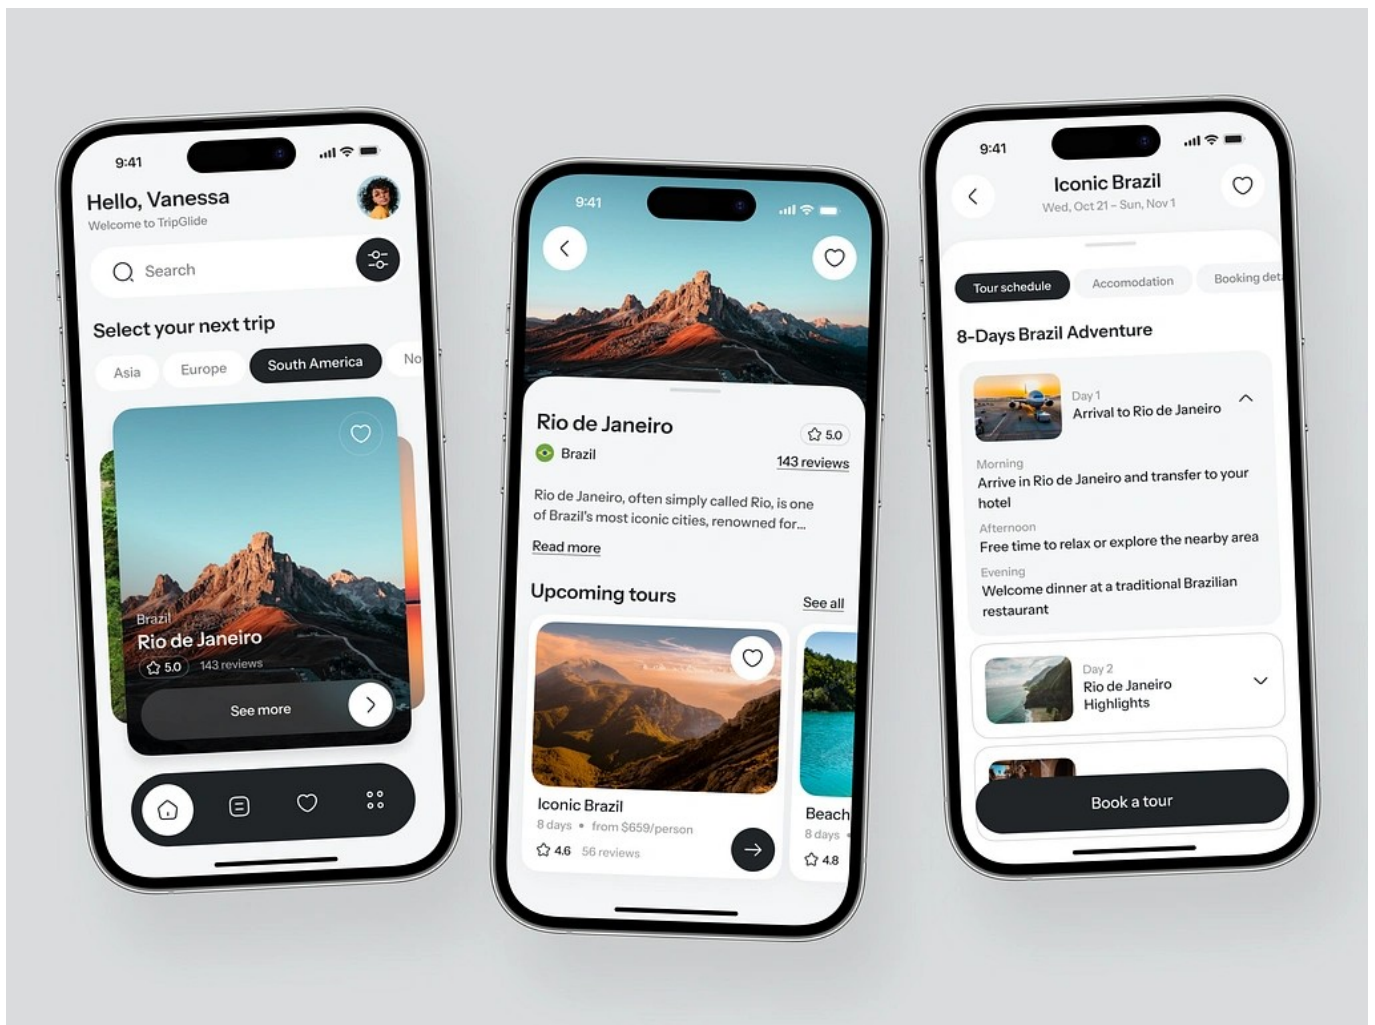 9:41
Hello, Vanessa
Welcome to TripGlide
Search
Select your next trip
Asia
Europe
South America
No
Brazil
Rio de Janeiro
5.0
143 reviews
See more
9:41
Rio de Janeiro
5.0
Brazil
143 reviews
Rio de Janeiro, often simply called Rio, is one
of Brazil's most iconic cities, renowned for...
Read more
Upcoming tours
See all
Iconic Brazil
8 days • from $659/person
4.6
56 reviews
Beach
8 days •
4.8
9:41
Iconic Brazil
Wed, Oct 21 – Sun, Nov 1
Tour schedule
Accomodation
Booking det
8-Days Brazil Adventure
Day 1
Arrival to Rio de Janeiro
Morning
Arrive in Rio de Janeiro and transfer to your
hotel
Afternoon
Free time to relax or explore the nearby area
Evening
Welcome dinner at a traditional Brazilian
restaurant
Day 2
Rio de Janeiro
Highlights
Book a tour